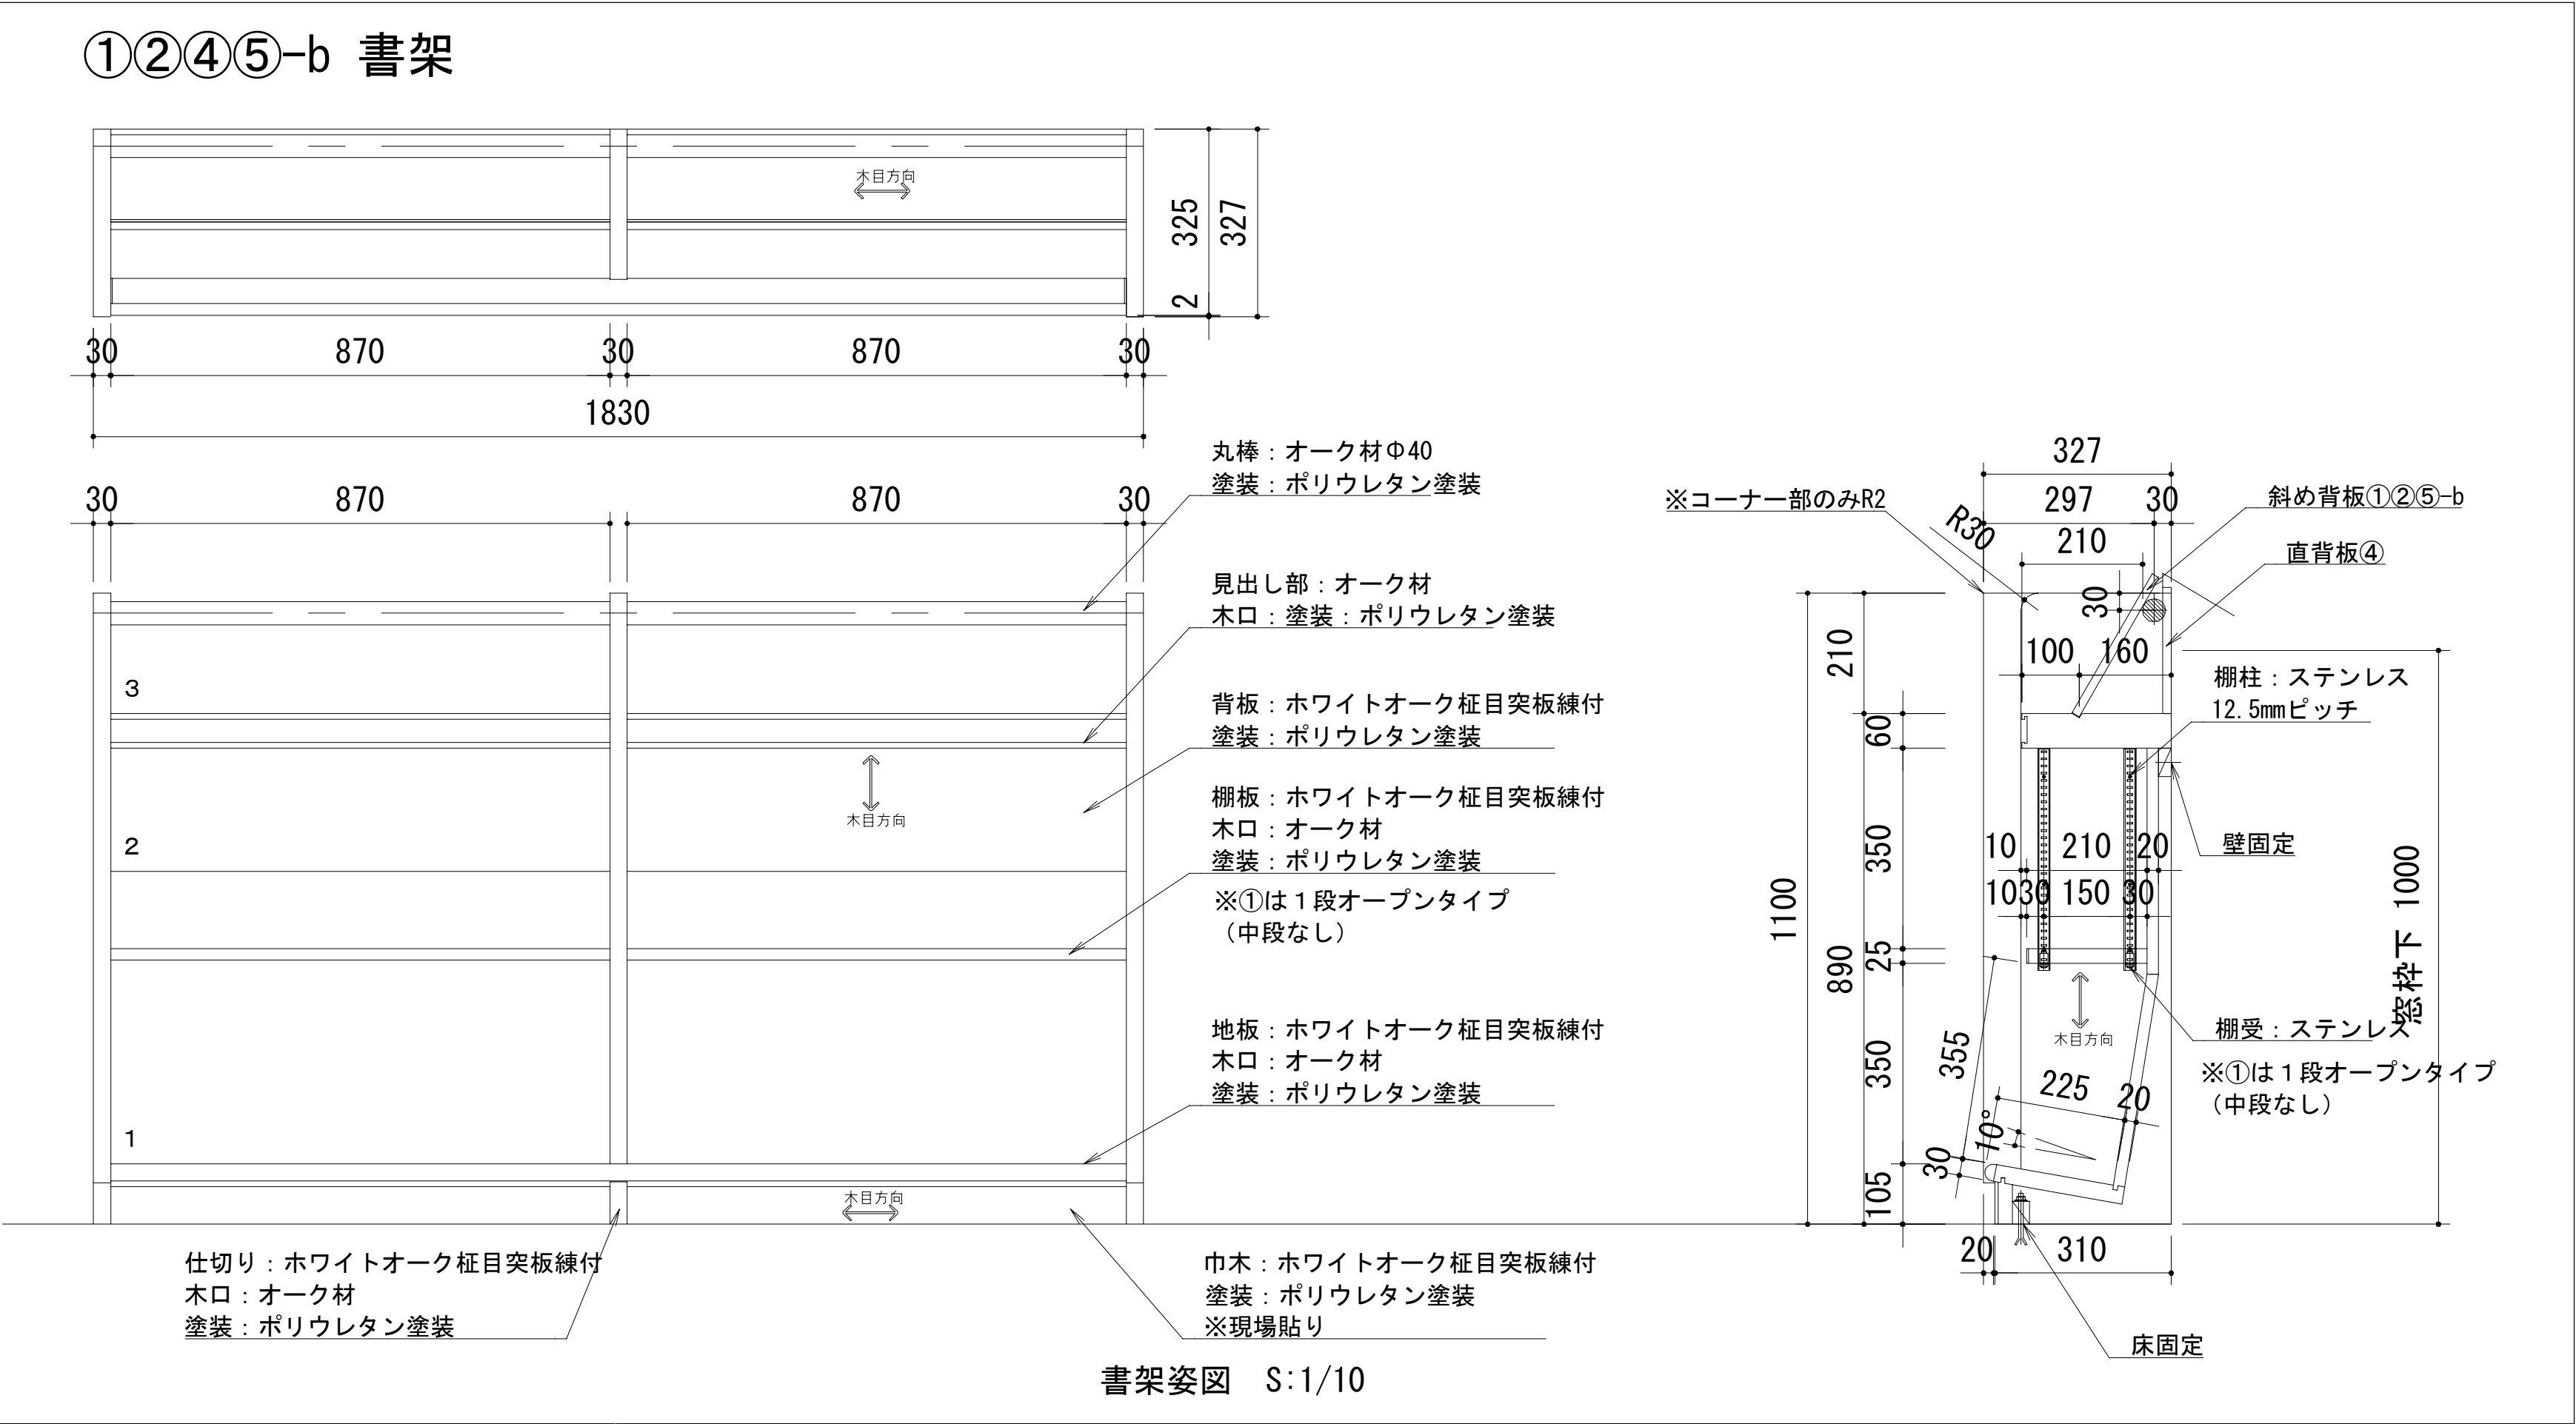 ①②④⑤-b 書架
木目方向
325
327
2
30
870
30
870
30
1830
30
870
870
30
丸棒：オーク材Φ40
塗装：ポリウレタン塗装
見出し部：オーク材
木口：塗装：ポリウレタン塗装
背板：ホワイトオーク柾目突板練付
塗装：ポリウレタン塗装
棚板：ホワイトオーク柾目突板練付
木口：オーク材
塗装：ポリウレタン塗装
※①は１段オープンタイプ
（中段なし）
地板：ホワイトオーク柾目突板練付
木口：オーク材
塗装：ポリウレタン塗装
3
2
木目方向
1
木目方向
仕切り：ホワイトオーク柾目突板練付
木口：オーク材
塗装：ポリウレタン塗装
巾木：ホワイトオーク柾目突板練付
塗装：ポリウレタン塗装
※現場貼り
書架姿図 S:1/10
327
※コーナー部のみR2
297
30
斜め背板①②⑤-b
R30
210
直背板④
30
210
100
160
棚柱：ステンレス
12.5mmピッチ
60
350
10
210
20
壁固定
10
30
150
30
1100
890
25
窓枠下 1000
木目方向
棚受：ステンレス
355
350
225
20
※①は１段オープンタイプ
（中段なし）
10°
30
105
20
310
床固定